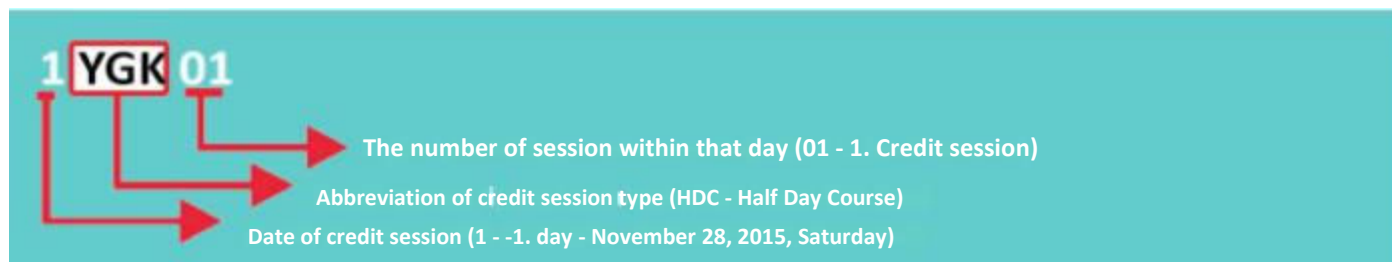 1 YGK 01
The number of session within that day (01 - 1. Credit session)
Abbreviation of credit session type (HDC - Half Day Course)
Date of credit session (1 - -1. day - November 28, 2015, Saturday)